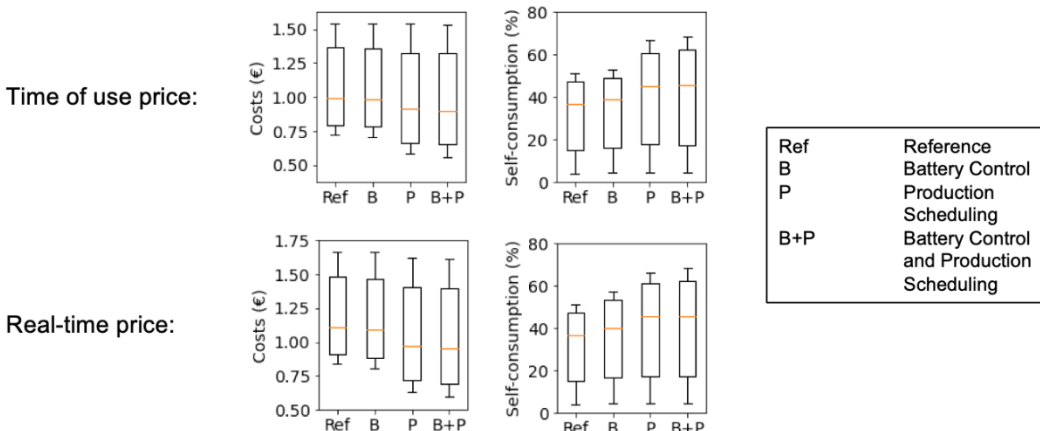 Time of use price:
Costs (€)
1.50
1.25
1.00
0.75
0.50
Ref B P B+P
Self-consumption (%)
80
60
40
20
0
Ref B P B+P
Real-time price:
Costs (€)
1.75
1.50
1.25
1.00
0.75
0.50
Ref B P B+P
Self-consumption (%)
80
60
40
20
0
Ref B P B+P
Ref Reference
B Battery Control
P Production
Scheduling
B+P Battery Control
and Production
Scheduling